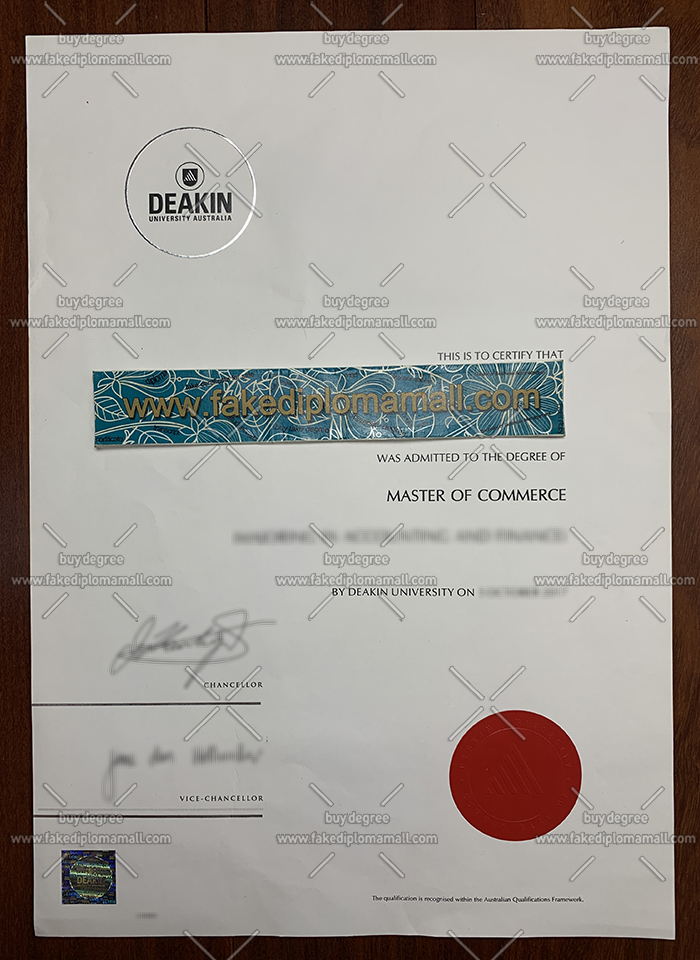 buydegree buydegree buydegree
www.fakediplomamall.com www.fakediplomamall.com www.fakediplomamall.com
DEAKIN
UNIVERSITY AUSTRALIA
buydegree buydegree buydegree
www.fakediplomamall.com www.fakediplomamall.com www.fakediplomamall.com
THIS IS TO CERTIFY THAT
www.fakediplomamall.com
WAS ADMITTED TO THE DEGREE OF
MASTER OF COMMERCE
buydegree buydegree buydegree
www.fakediplomamall.com www.fakediplomamall.com www.fakediplomamall.com
BY DEAKIN UNIVERSITY ON
CHANCELLOR
VICE-CHANCELLOR
buydegree buydegree buydegree
www.fakediplomamall.com www.fakediplomamall.com www.fakediplomamall.com
DEAKIN
The qualification is recognised within the Australian Qualifications Framework.